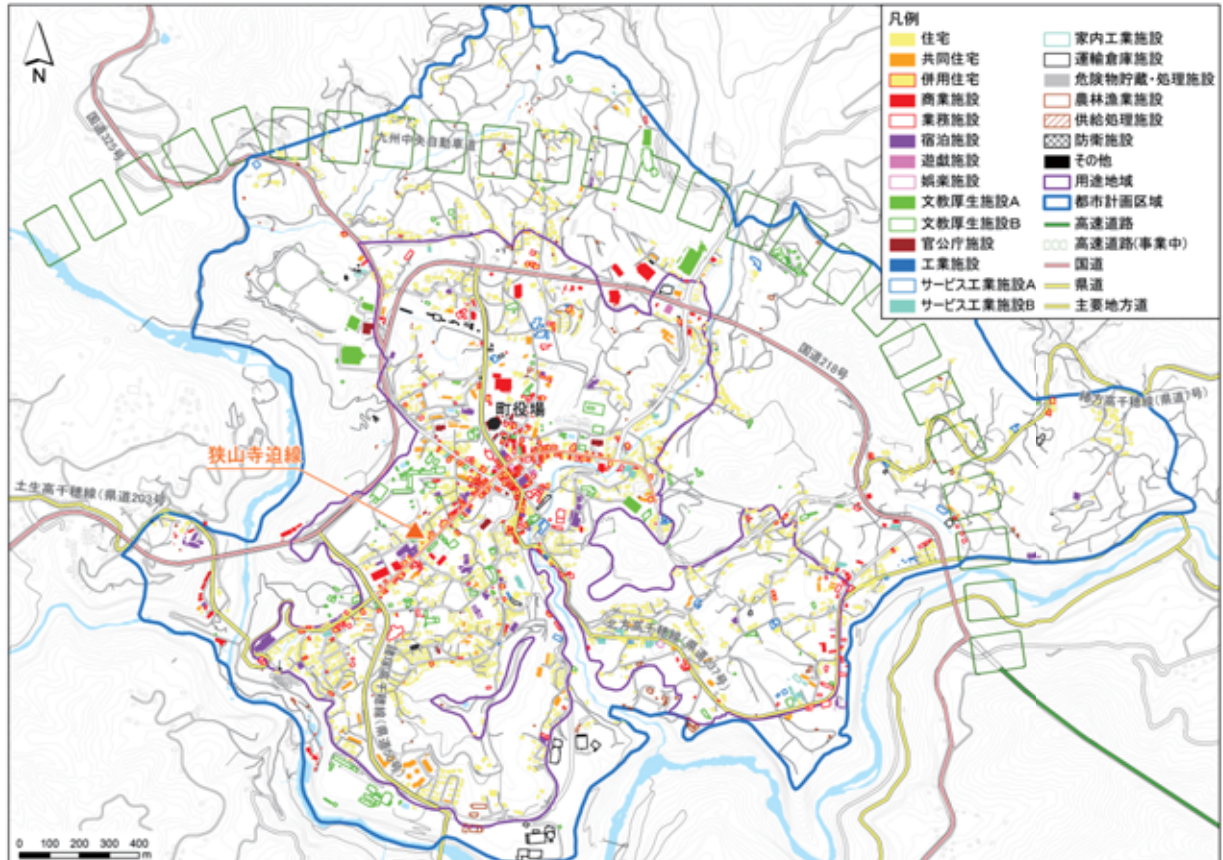 N
凡例
住宅
共同住宅
併用住宅
商業施設
業務施設
宿泊施設
遊戯施設
娯楽施設
文教厚生施設A
文教厚生施設B
官公庁施設
工業施設
サービス工業施設A
サービス工業施設B
家内工業施設
運輸倉庫施設
危険物貯蔵・処理施設
農林漁業施設
供給処理施設
防衛施設
その他
用途地域
都市計画区域
高速道路
高速道路(事業中)
国道
県道
主要地方道
国道325号
九州中央自動車道
国道218号
町役場
狭山寺迫線
土生高千穂線(県道203号)
0 100 200 300 400
m